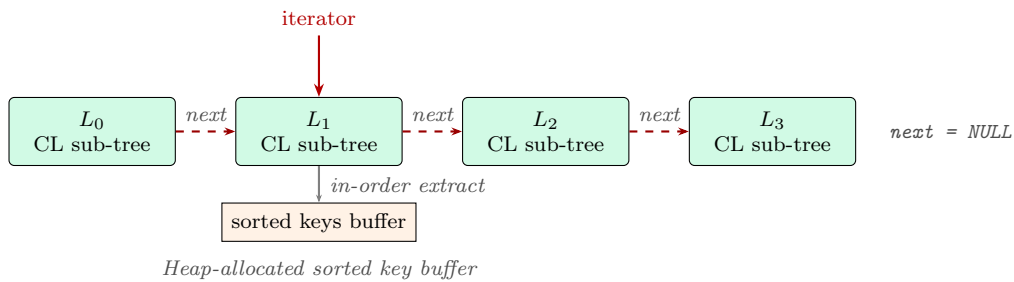 iterator
next next next
L₀ L₁ L₂ L₃
CL sub-tree CL sub-tree CL sub-tree CL sub-tree
next = NULL
in-order extract
sorted keys buffer
Heap-allocated sorted key buffer